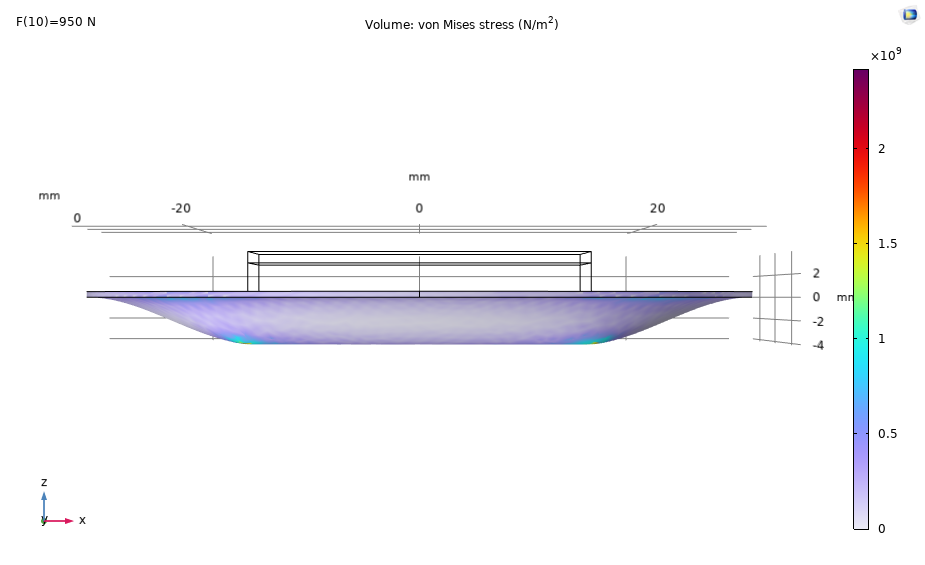 F(10)=950 N
Volume: von Mises stress (N/m²)
×10⁹
mm
mm
-20
0
20
0
2
0
mm
-2
-4
2
1.5
1
0.5
0
z
y
x